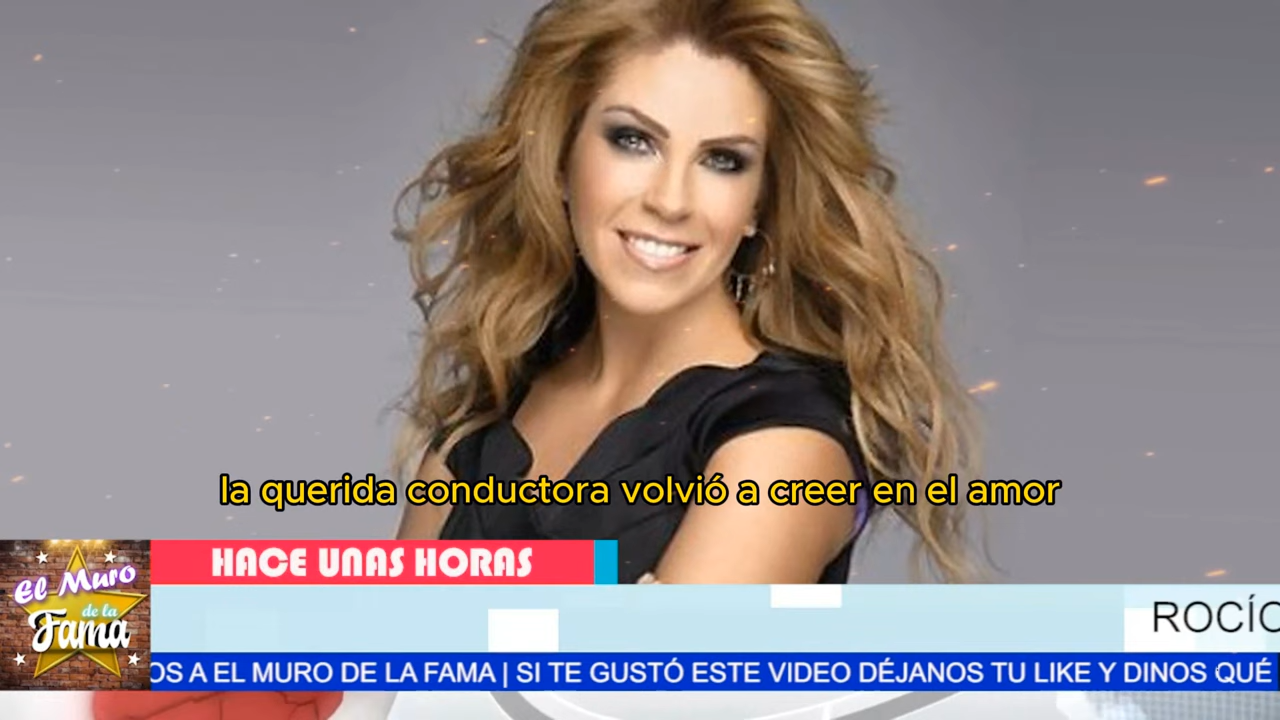 la querida conductora volvió a creer en el amor
HACE UNAS HORAS
El Muro
de la
Fama
ROCÍO
OS A EL MURO DE LA FAMA | SI TE GUSTÓ ESTE VIDEO DÉJANOS TU LIKE Y DINOS QUÉ